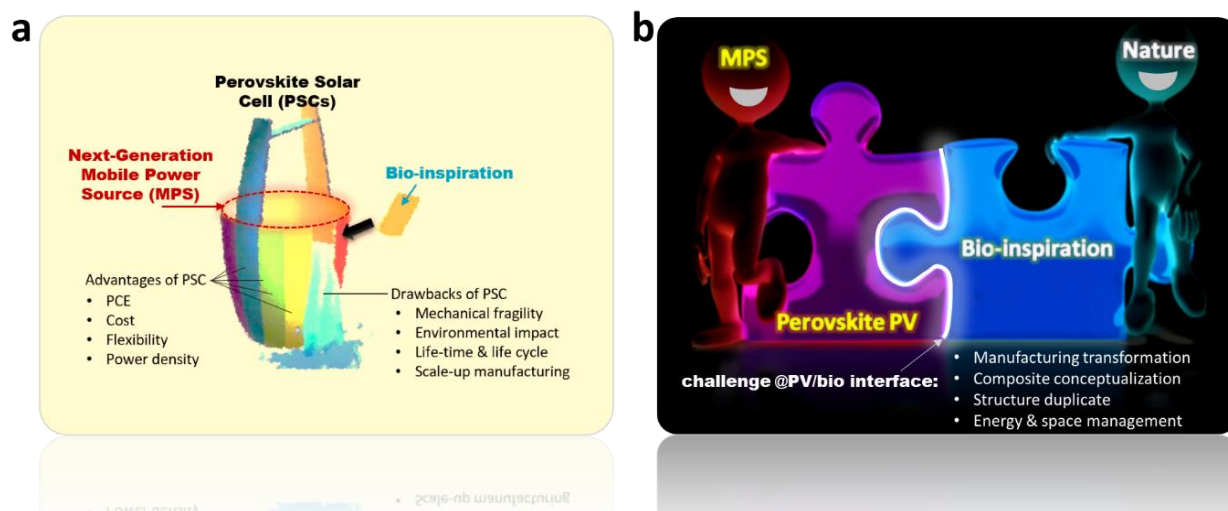 a
Perovskite Solar
Cell (PSCs)
Next-Generation
Mobile Power
Source (MPS)
Bio-inspiration
Advantages of PSC
• PCE
• Cost
• Flexibility
• Power density
Drawbacks of PSC
• Mechanical fragility
• Environmental impact
• Life-time & life cycle
• Scale-up manufacturing
b
MPS
Nature
Bio-inspiration
Perovskite PV
challenge @PV/bio interface:
• Manufacturing transformation
• Composite conceptualization
• Structure duplicate
• Energy & space management